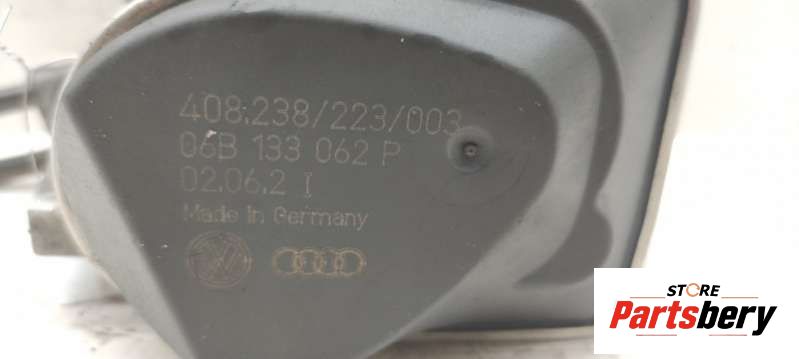 408.238/223/003
06B 133 062 P
02.06.2 I
Made in Germany
STORE
Partsbery